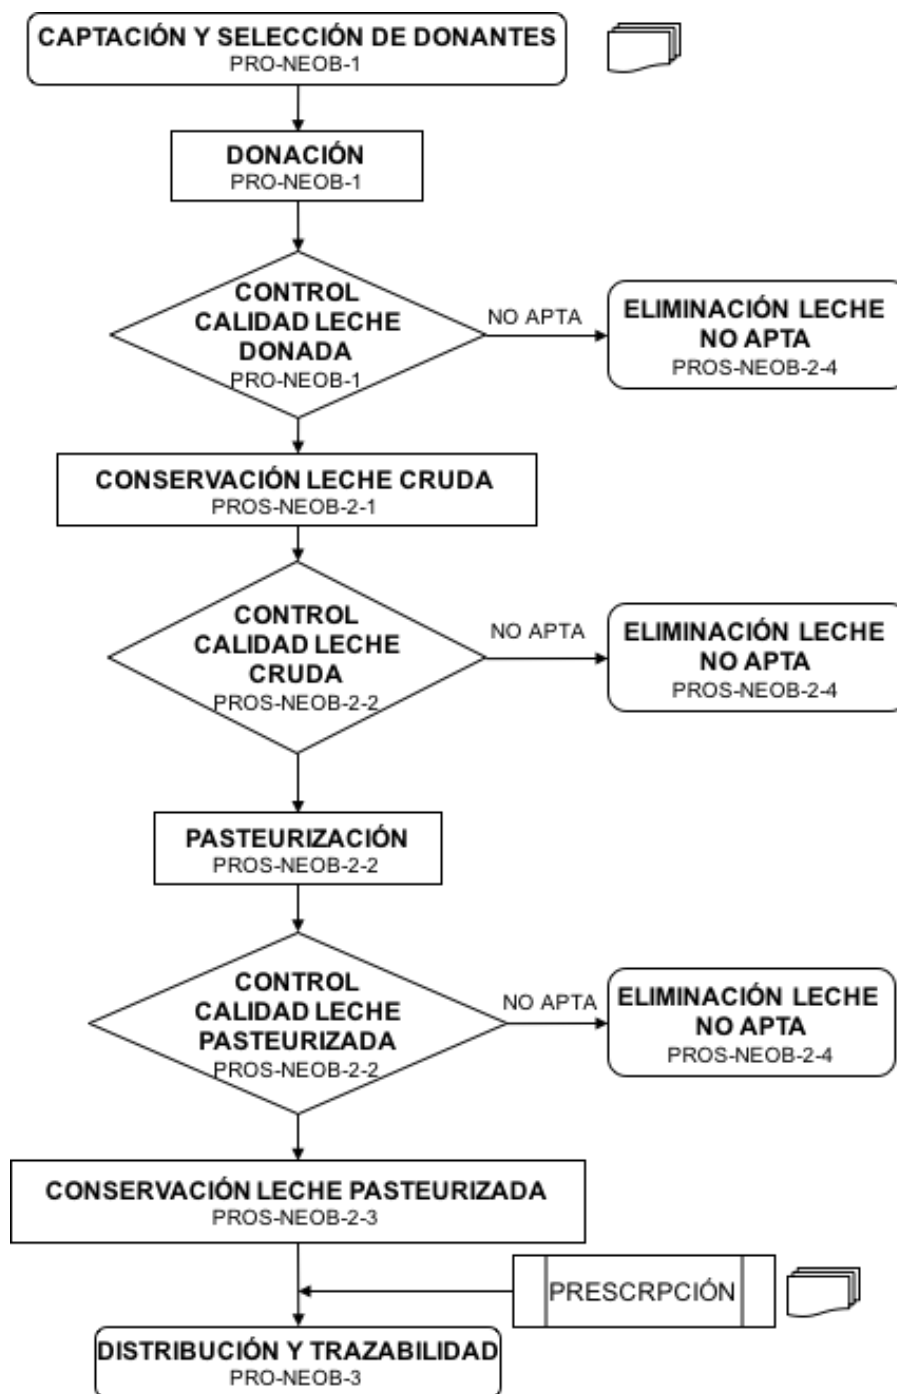 CAPTACIÓN Y SELECCIÓN DE DONANTES
PRO-NEOB-1
DONACIÓN
PRO-NEOB-1
CONTROL
CALIDAD LECHE
DONADA
PRO-NEOB-1
NO APTA
ELIMINACIÓN LECHE
NO APTA
PROS-NEOB-2-4
CONSERVACIÓN LECHE CRUDA
PROS-NEOB-2-1
CONTROL
CALIDAD LECHE
CRUDA
PROS-NEOB-2-2
NO APTA
ELIMINACIÓN LECHE
NO APTA
PROS-NEOB-2-4
PASTEURIZACIÓN
PROS-NEOB-2-2
CONTROL
CALIDAD LECHE
PASTEURIZADA
PROS-NEOB-2-2
NO APTA
ELIMINACIÓN LECHE
NO APTA
PROS-NEOB-2-4
CONSERVACIÓN LECHE PASTEURIZADA
PROS-NEOB-2-3
PRESCRPCIÓN
DISTRIBUCIÓN Y TRAZABILIDAD
PRO-NEOB-3